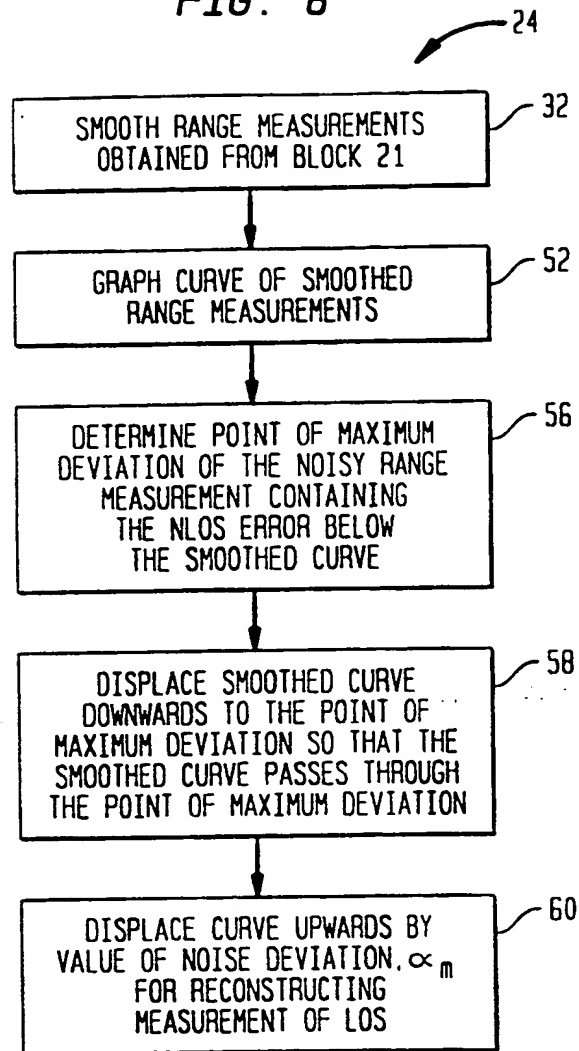 FIG. 6
24
32
SMOOTH RANGE MEASUREMENTS
OBTAINED FROM BLOCK 21
52
GRAPH CURVE OF SMOOTHED
RANGE MEASUREMENTS
56
DETERMINE POINT OF MAXIMUM
DEVIATION OF THE NOISY RANGE
MEASUREMENT CONTAINING
THE NLOS ERROR BELOW
THE SMOOTHED CURVE
58
DISPLACE SMOOTHED CURVE
DOWNWARDS TO THE POINT OF
MAXIMUM DEVIATION SO THAT THE
SMOOTHED CURVE PASSES THROUGH
THE POINT OF MAXIMUM DEVIATION
60
DISPLACE CURVE UPWARDS BY
VALUE OF NOISE DEVIATION, ∝m
FOR RECONSTRUCTING
MEASUREMENT OF LOS